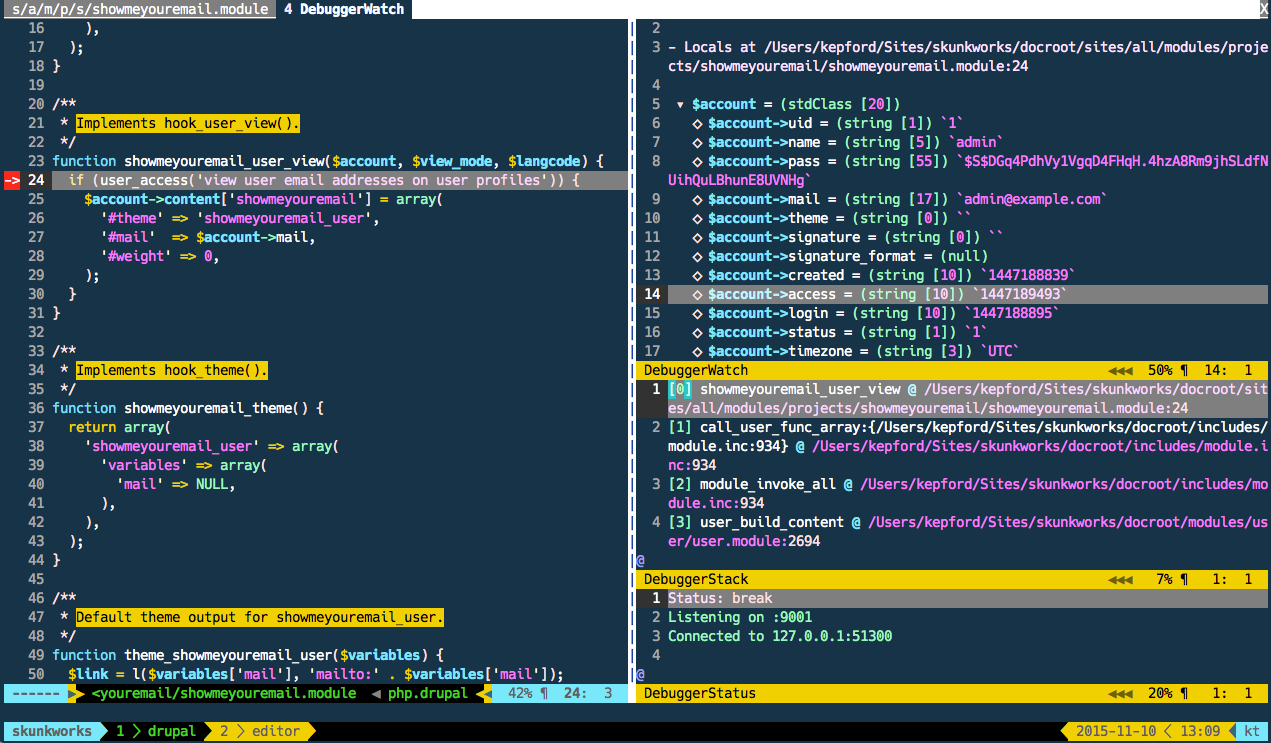 s/a/m/p/s/showmeyouremail.module 4 DebuggerWatch X
16 ),
17 );
18 }
19
20 /**
21 * Implements hook_user_view().
22 */
23 function showmeyouremail_user_view($account, $view_mode, $langcode) {
-> 24 if (user_access('view user email addresses on user profiles')) {
25 $account->content['showmeyouremail'] = array(
26 '#theme' => 'showmeyouremail_user',
27 '#mail' => $account->mail,
28 '#weight' => 0,
29 );
30 }
31 }
32
33 /**
34 * Implements hook_theme().
35 */
36 function showmeyouremail_theme() {
37 return array(
38 'showmeyouremail_user' => array(
39 'variables' => array(
40 'mail' => NULL,
41 ),
42 ),
43 );
44 }
45
46 /**
47 * Default theme output for showmeyouremail_user.
48 */
49 function theme_showmeyouremail_user($variables) {
50 $link = l($variables['mail'], 'mailto:' . $variables['mail']);
------ <youremail/showmeyouremail.module ◀ php.drupal 42% ¶ 24: 3
2
3 - Locals at /Users/kepford/Sites/skunkworks/docroot/sites/all/modules/proje
cts/showmeyouremail/showmeyouremail.module:24
4
5 ▾ $account = (stdClass [20])
6 ◇ $account->uid = (string [1]) `1`
7 ◇ $account->name = (string [5]) `admin`
8 ◇ $account->pass = (string [55]) `$S$DGq4PdhVy1VgqD4FHqH.4hzA8Rm9jhSLdfN
UihQuLBhunE8UVNHg`
9 ◇ $account->mail = (string [17]) `admin@example.com`
10 ◇ $account->theme = (string [0]) ``
11 ◇ $account->signature = (string [0]) ``
12 ◇ $account->signature_format = (null)
13 ◇ $account->created = (string [10]) `1447188839`
14 ◇ $account->access = (string [10]) `1447189493`
15 ◇ $account->login = (string [10]) `1447188895`
16 ◇ $account->status = (string [1]) `1`
17 ◇ $account->timezone = (string [3]) `UTC`
DebuggerWatch ◀◀◀ 50% ¶ 14: 1
1 [0] showmeyouremail_user_view @ /Users/kepford/Sites/skunkworks/docroot/sit
es/all/modules/projects/showmeyouremail/showmeyouremail.module:24
2 [1] call_user_func_array:{/Users/kepford/Sites/skunkworks/docroot/includes/
module.inc:934} @ /Users/kepford/Sites/skunkworks/docroot/includes/module.i
nc:934
3 [2] module_invoke_all @ /Users/kepford/Sites/skunkworks/docroot/includes/mo
dule.inc:934
4 [3] user_build_content @ /Users/kepford/Sites/skunkworks/docroot/modules/us
er/user.module:2694
@
DebuggerStack ◀◀◀ 7% ¶ 1: 1
1 Status: break
2 Listening on :9001
3 Connected to 127.0.0.1:51300
4
@
DebuggerStatus ◀◀◀ 20% ¶ 1: 1
skunkworks 1 > drupal 2 > editor 2015-11-10 < 13:09 kt